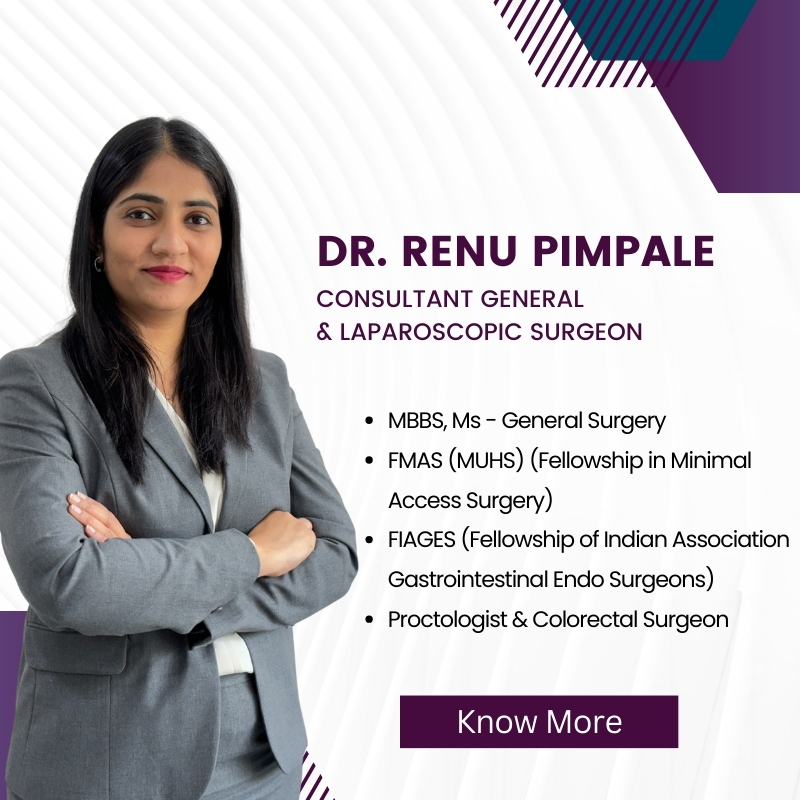 DR. RENU PIMPALE
CONSULTANT GENERAL
& LAPAROSCOPIC SURGEON
• MBBS, Ms - General Surgery
• FMAS (MUHS) (Fellowship in Minimal
Access Surgery)
• FIAGES (Fellowship of Indian Association
Gastrointestinal Endo Surgeons)
• Proctologist & Colorectal Surgeon
Know More